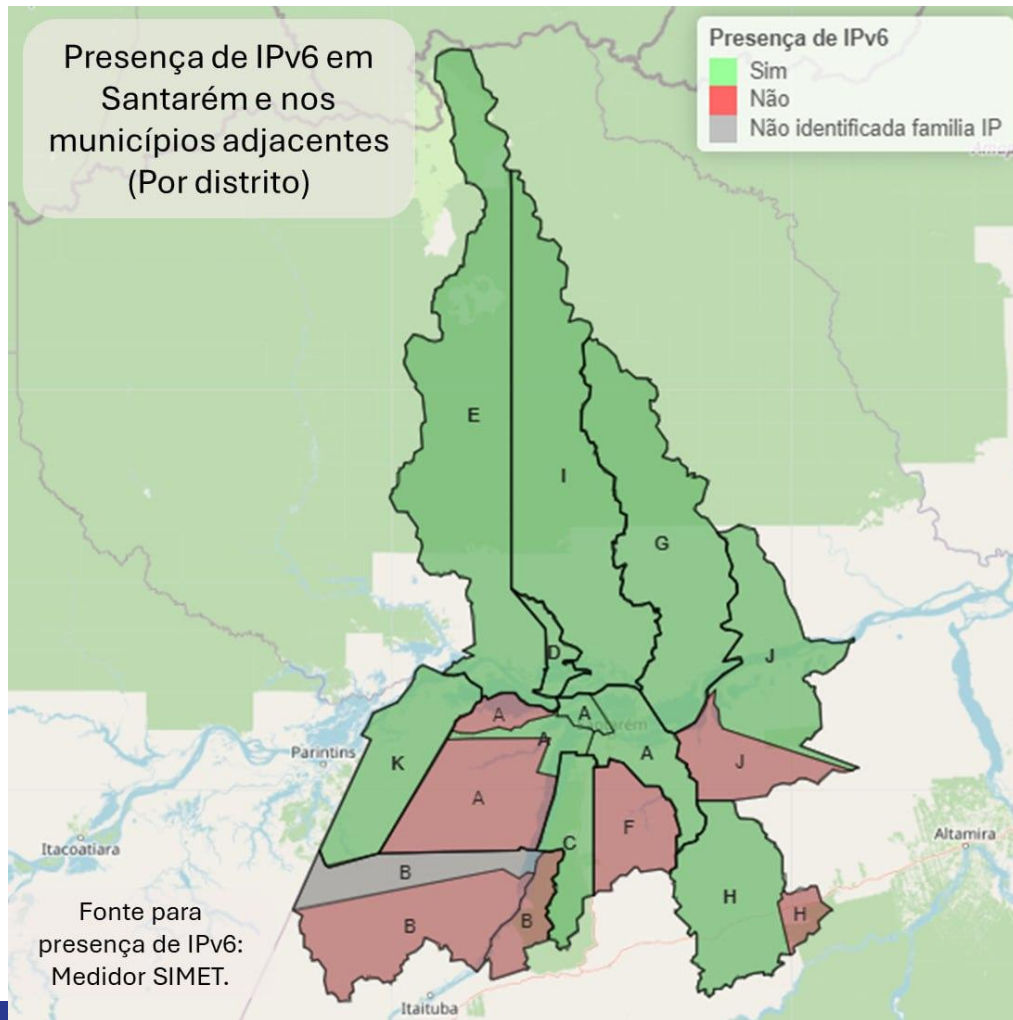 Presença de IPv6 em
Santarém e nos
municípios adjacentes
(Por distrito)
Presença de IPv6
Sim
Não
Não identificada familia IP
E
I
G
D
J
A
A
A
A
K
Parintins
J
A
F
C
Itacoatiara
Altamira
B
H
H
B
B
Fonte para
presença de IPv6:
Medidor SIMET.
Itaituba